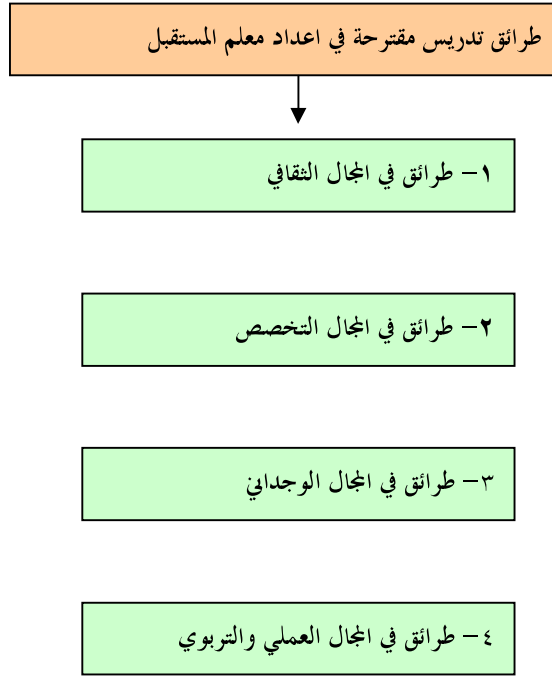 طرائق تدريس مقترحة في اعداد معلم المستقبل
١– طرائق في المجال الثقافي
٢– طرائق في المجال التخصص
٣– طرائق في المجال الوجداني
٤– طرائق في المجال العملي والتربوي